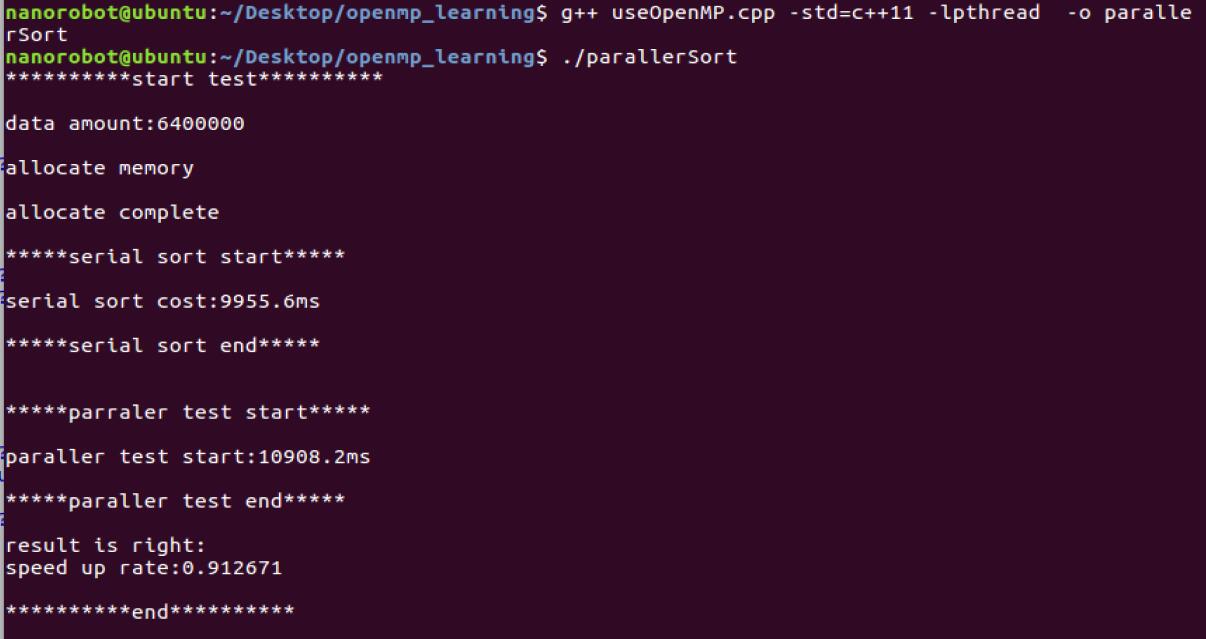 nanorobot@ubuntu:~/Desktop/openmp_learning$ g++ useOpenMP.cpp -std=c++11 -lpthread  -o paralle
rSort
nanorobot@ubuntu:~/Desktop/openmp_learning$ ./parallerSort
**********start test**********
data amount:6400000
allocate memory
allocate complete
*****serial sort start*****
serial sort cost:9955.6ms
*****serial sort end*****
*****parraler test start*****
paraller test start:10908.2ms
*****paraller test end*****
result is right:
speed up rate:0.912671
**********end**********